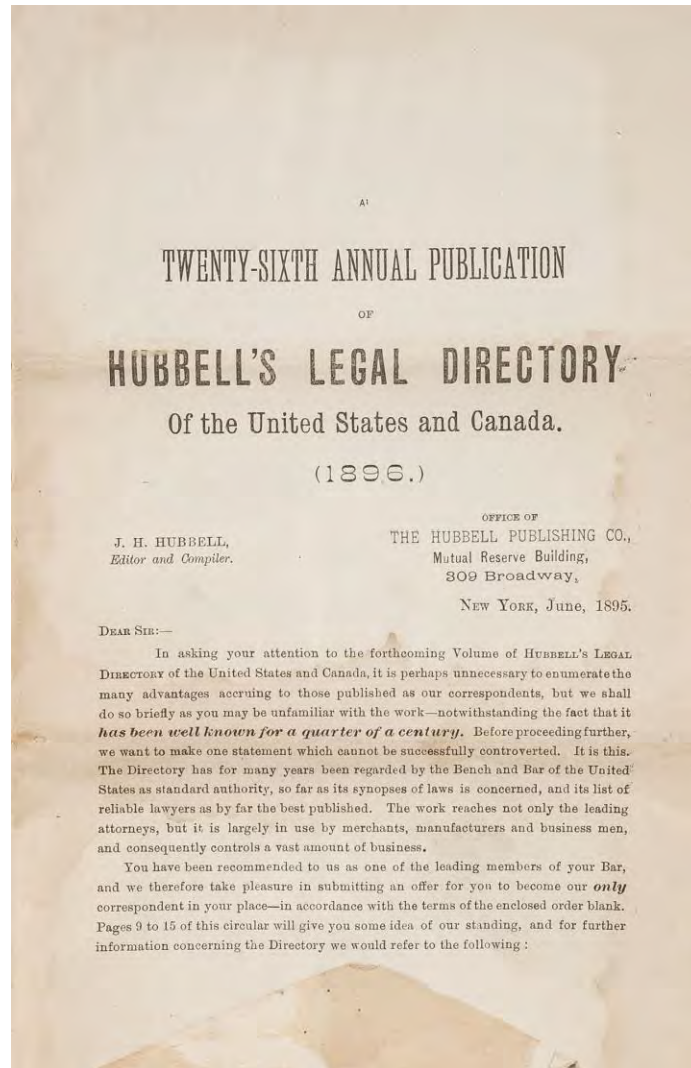 A1
TWENTY-SIXTH ANNUAL PUBLICATION
OF
HUBBELL'S LEGAL DIRECTORY
Of the United States and Canada.
(1896.)
J. H. HUBBELL,
Editor and Compiler.
OFFICE OF
THE HUBBELL PUBLISHING CO.,
Mutual Reserve Building,
309 Broadway,
NEW YORK, June, 1895.
DEAR SIR:—
In asking your attention to the forthcoming Volume of HUBBELL'S LEGAL
DIRECTORY of the United States and Canada, it is perhaps unnecessary to enumerate the
many advantages accruing to those published as our correspondents, but we shall
do so briefly as you may be unfamiliar with the work—notwithstanding the fact that it
has been well known for a quarter of a century. Before proceeding further,
we want to make one statement which cannot be successfully controverted. It is this.
The Directory has for many years been regarded by the Bench and Bar of the United
States as standard authority, so far as its synopses of laws is concerned, and its list of
reliable lawyers as by far the best published. The work reaches not only the leading
attorneys, but it is largely in use by merchants, manufacturers and business men,
and consequently controls a vast amount of business.
You have been recommended to us as one of the leading members of your Bar,
and we therefore take pleasure in submitting an offer for you to become our only
correspondent in your place—in accordance with the terms of the enclosed order blank.
Pages 9 to 15 of this circular will give you some idea of our standing, and for further
information concerning the Directory we would refer to the following :